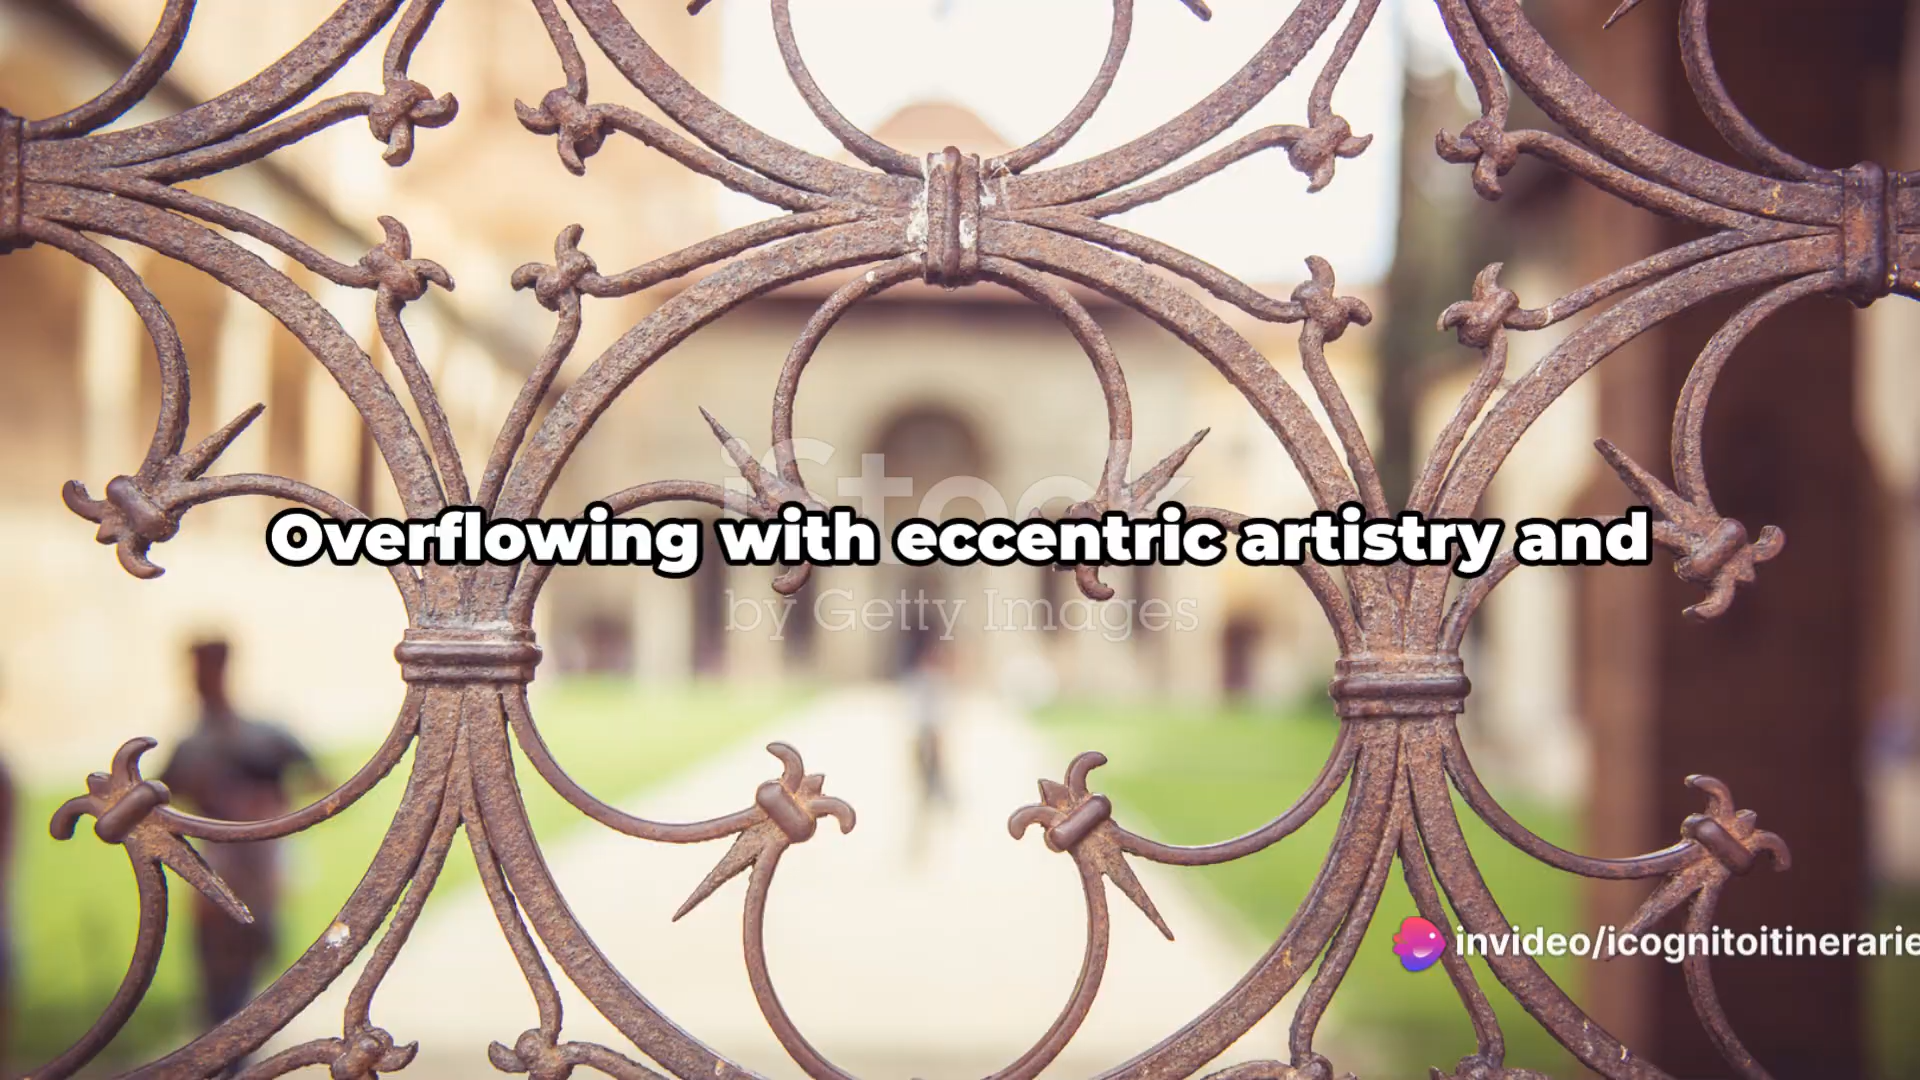 iStock
Overflowing with eccentric artistry and
by Getty Images
invideo/icognitoitinerarie